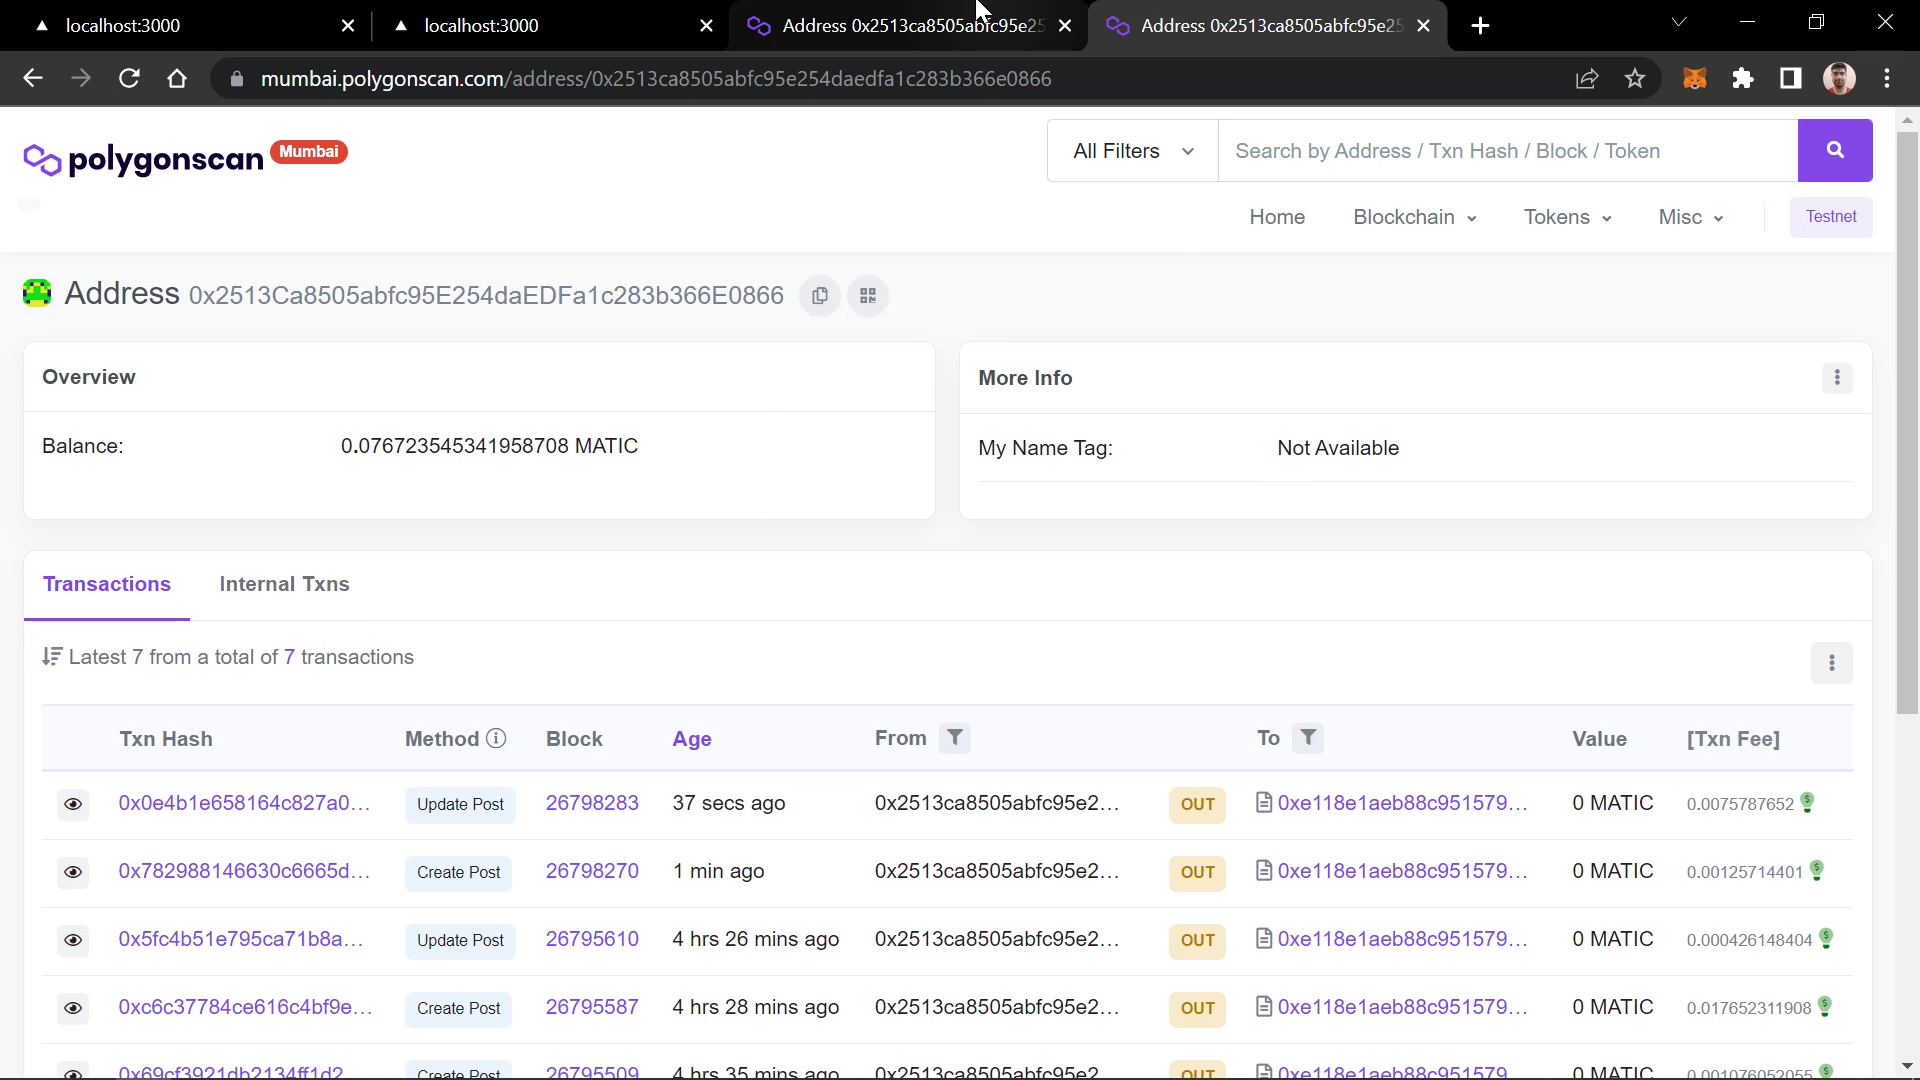 localhost:3000
localhost:3000
Address 0x2513ca8505abfc95e25
Address 0x2513ca8505abfc95e25
mumbai.polygonscan.com/address/0x2513ca8505abfc95e254daedfa1c283b366e0866
polygonscan Mumbai
All Filters
Search by Address / Txn Hash / Block / Token
Home Blockchain Tokens Misc Testnet
Address 0x2513Ca8505abfc95E254daEDFa1c283b366E0866
Overview
Balance: 0.076723545341958708 MATIC
More Info
My Name Tag: Not Available
Transactions Internal Txns
Latest 7 from a total of 7 transactions
Txn Hash Method Block Age From To Value [Txn Fee]
0x0e4b1e658164c827a0... Update Post 26798283 37 secs ago 0x2513ca8505abfc95e2... OUT 0xe118e1aeb88c951579... 0 MATIC 0.0075787652
0x782988146630c6665d... Create Post 26798270 1 min ago 0x2513ca8505abfc95e2... OUT 0xe118e1aeb88c951579... 0 MATIC 0.00125714401
0x5fc4b51e795ca71b8a... Update Post 26795610 4 hrs 26 mins ago 0x2513ca8505abfc95e2... OUT 0xe118e1aeb88c951579... 0 MATIC 0.000426148404
0xc6c37784ce616c4bf9e... Create Post 26795587 4 hrs 28 mins ago 0x2513ca8505abfc95e2... OUT 0xe118e1aeb88c951579... 0 MATIC 0.017652311908
0x69cf3921db2134ff1d2 Create Post 26795509 4 hrs 35 mins ago 0x2513ca8505abfc95e2 OUT 0xe118e1aeb88c951579 0 MATIC 0.001076052055